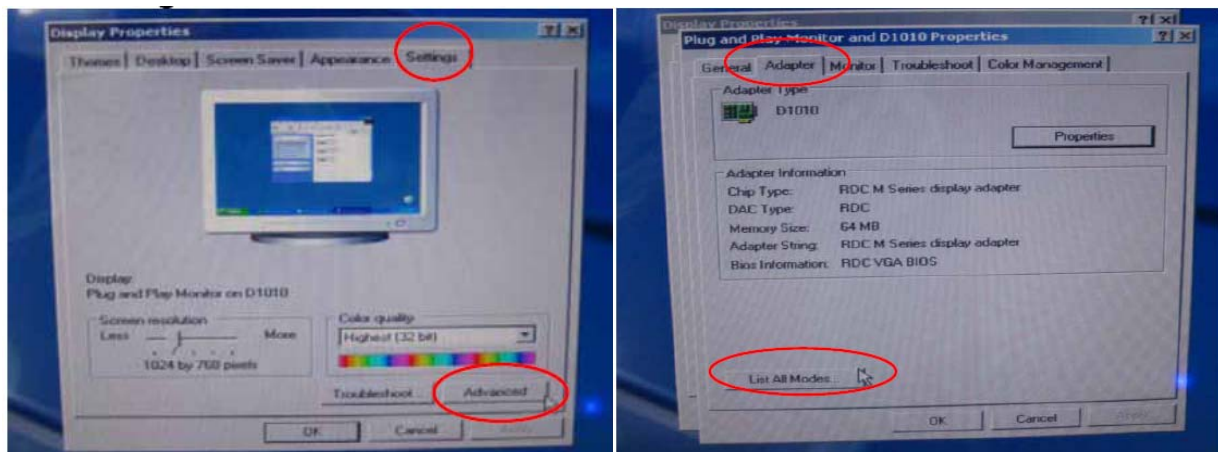 Display Properties
Themes Desktop Screen Saver Appearance Settings
Display:
Plug and Play Monitor on D1010
Screen resolution
Less More
1024 by 768 pixels
Color quality
Highest (32 bit)
Troubleshoot... Advanced
OK Cancel Apply
Display Properties
Plug and Play Monitor and D1010 Properties
General Adapter Monitor Troubleshoot Color Management
Adapter Type
D1010
Properties
Adapter Information
Chip Type: RDC M Series display adapter
DAC Type: RDC
Memory Size: 64 MB
Adapter String: RDC M Series display adapter
Bios Information: RDC VGA BIOS
List All Modes...
OK Cancel Apply